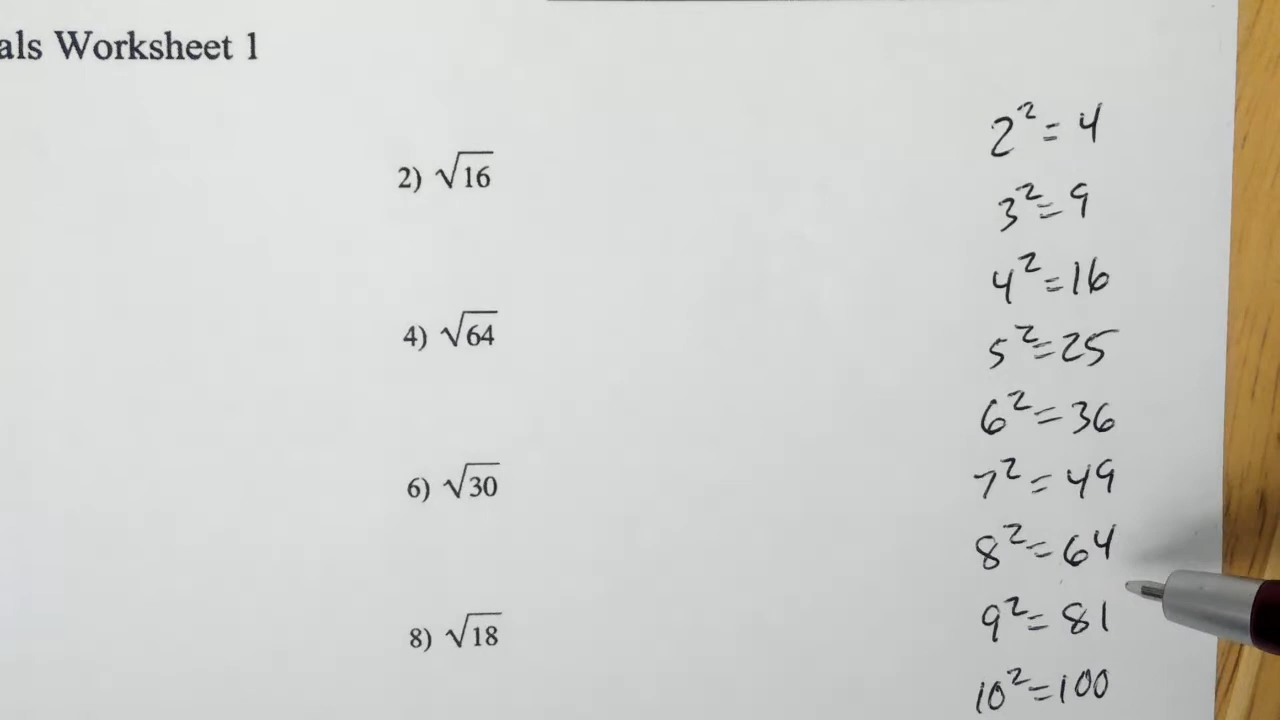 als Worksheet 1
2) √16
4) √64
6) √30
8) √18
2² = 4
3² = 9
4² = 16
5² = 25
6² = 36
7² = 49
8² = 64
9² = 81
10² = 100